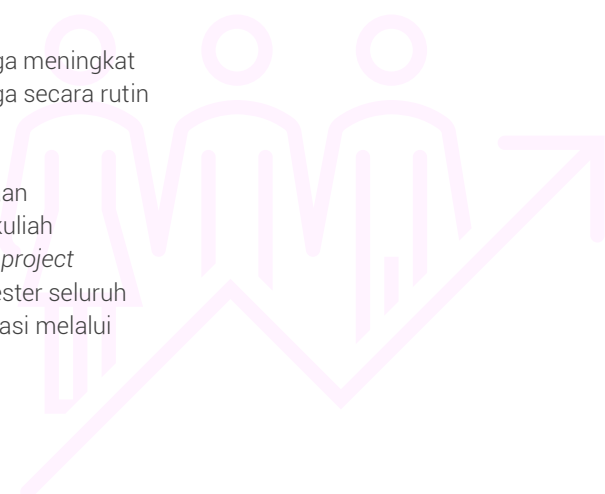 ga meningkat
ga secara rutin
an
kuliah
project
ester seluruh
asi melalui